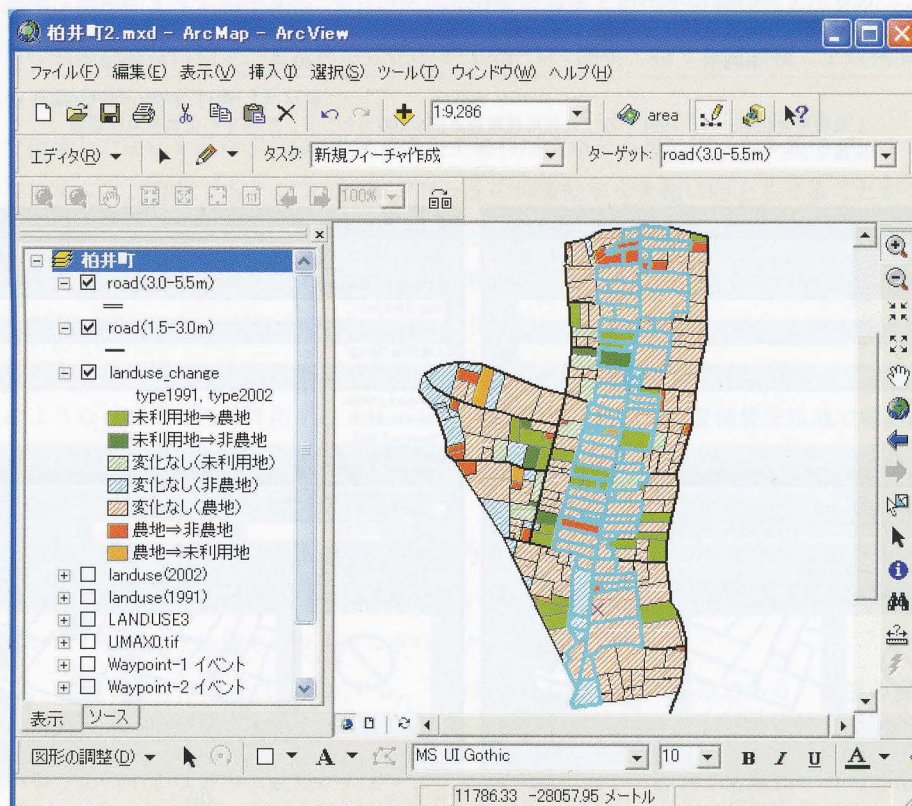 柏井町2.mxd - ArcMap - ArcView
ファイル(F) 編集(E) 表示(V) 挿入(I) 選択(S) ツール(T) ウィンドウ(W) ヘルプ(H)
1:9,286 area
エディタ(R) タスク: 新規フィーチャ作成 ターゲット: road(3.0-5.5m)
100%
柏井町
road(3.0-5.5m)
road(1.5-3.0m)
landuse_change
type1991, type2002
未利用地⇒農地
未利用地⇒非農地
変化なし(未利用地)
変化なし(非農地)
変化なし(農地)
農地⇒非農地
農地⇒未利用地
landuse(2002)
landuse(1991)
LANDUSE3
UMAX0.tif
Waypoint-1 イベント
Waypoint-2 イベント
表示 ソース
図形の調整(D) A MS UI Gothic 10 B I U A
11786.33 -28057.95 メートル